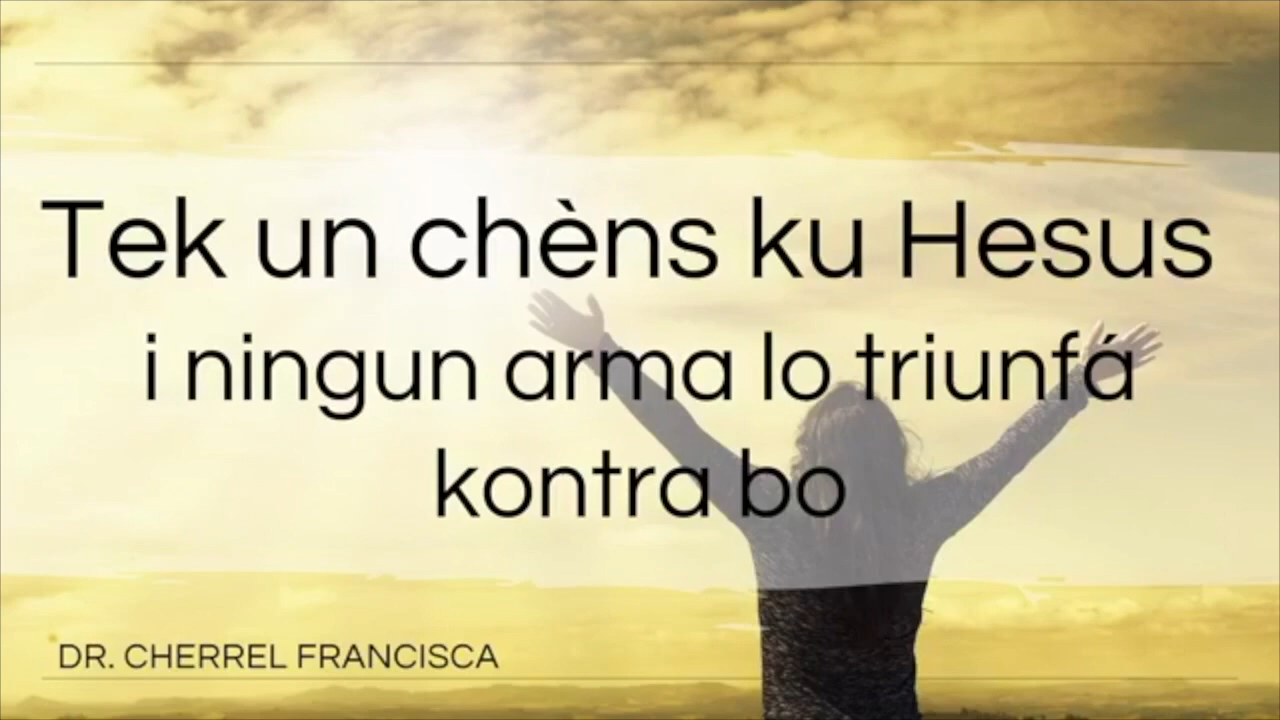 Tek un chèns ku Hesus
i ningun arma lo triunfá
kontra bo
DR. CHERREL FRANCISCA